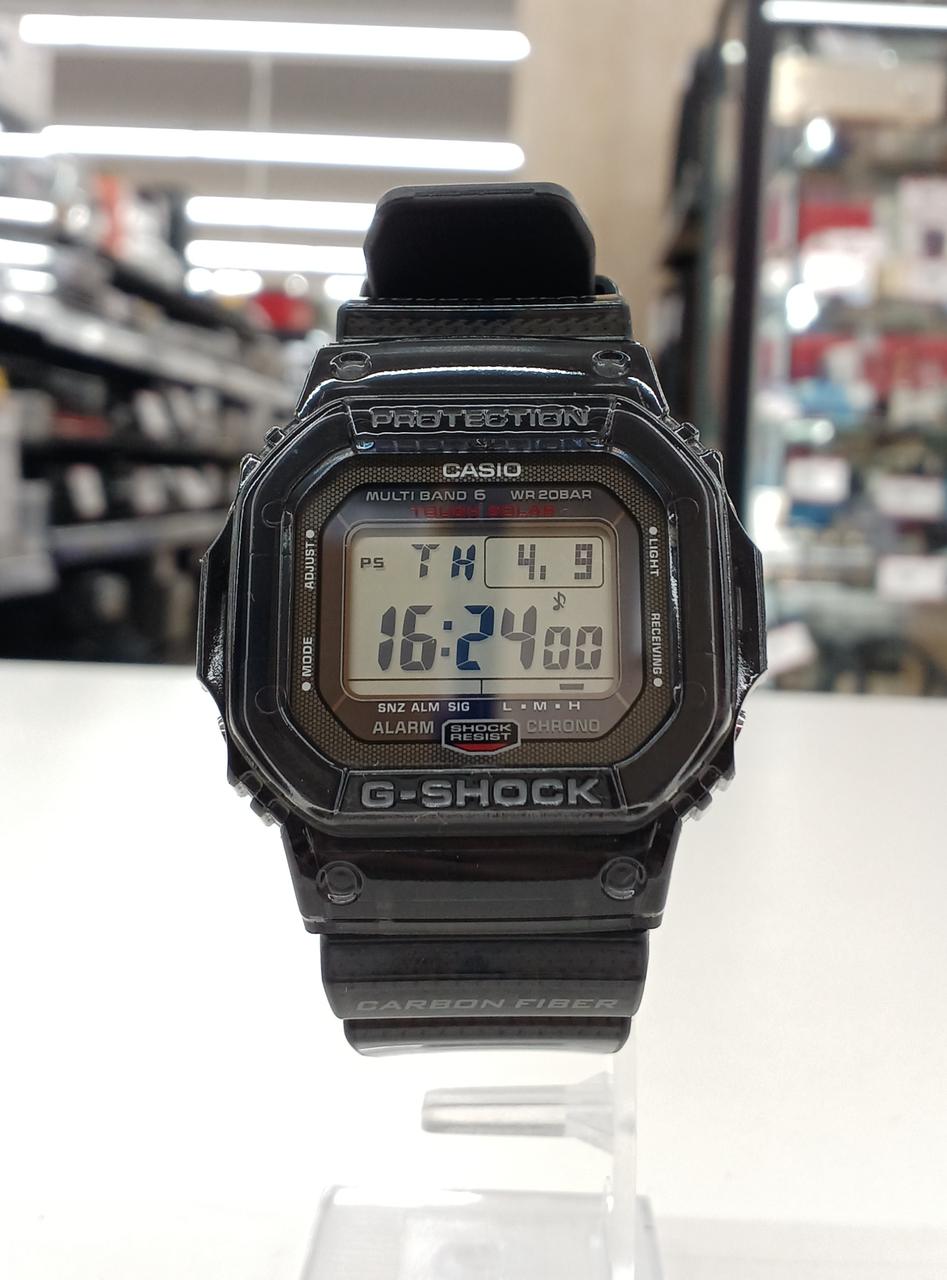 PROTECTION
CASIO
MULTI BAND 6 WR20BAR
TOUGH SOLAR
ADJUST
LIGHT
PS TH 4. 9
16:24 00
MODE
RECEIVING
SNZ ALM SIG L ▪ M ▪ H
ALARM SHOCK RESIST CHRONO
G-SHOCK
CARBON FIBER